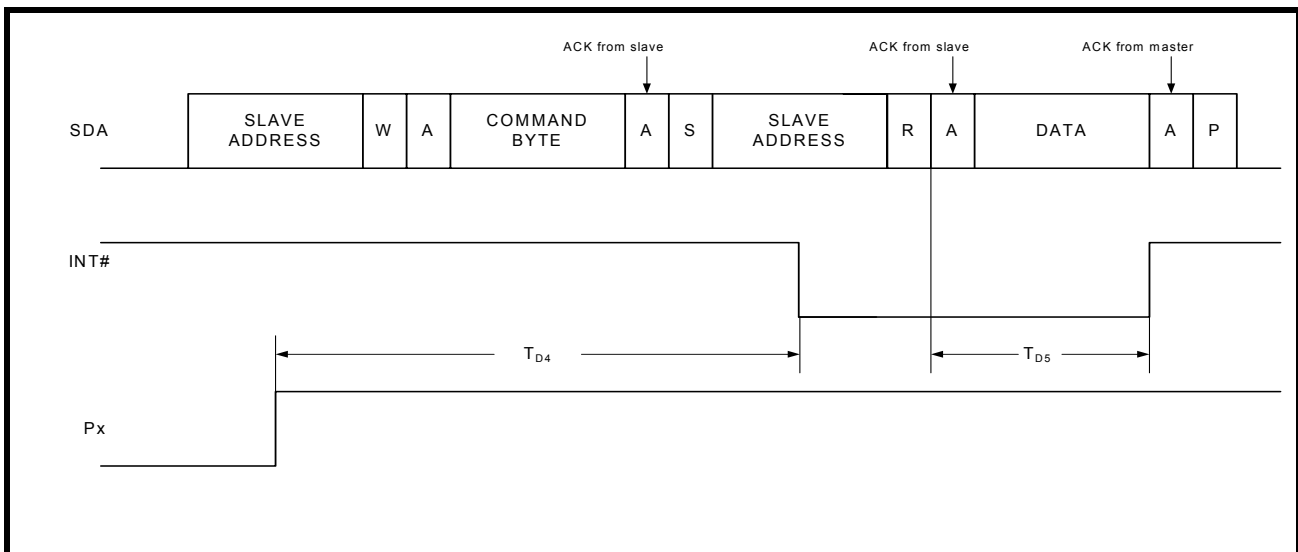 ACK from slave
ACK from slave
ACK from master
SDA
SLAVE ADDRESS
W
A
COMMAND BYTE
A
S
SLAVE ADDRESS
R
A
DATA
A
P
INT#
TD4
TD5
Px